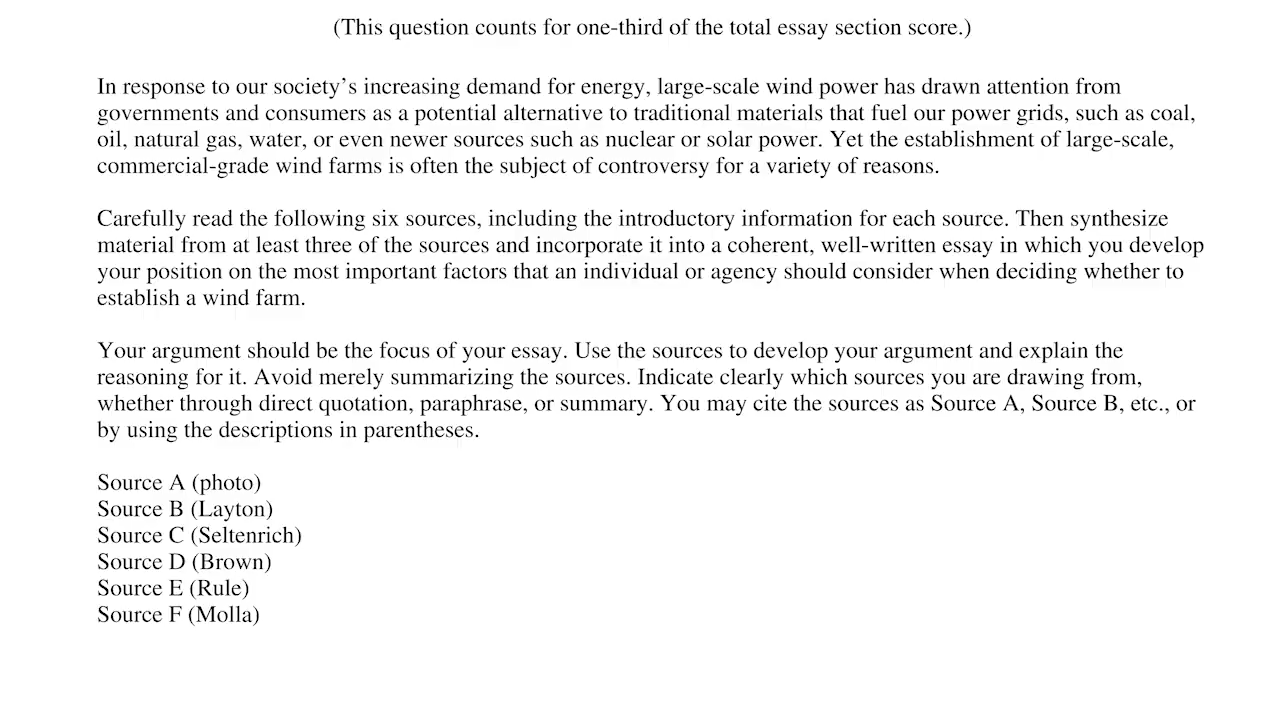 (This question counts for one-third of the total essay section score.)
In response to our society’s increasing demand for energy, large-scale wind power has drawn attention from
governments and consumers as a potential alternative to traditional materials that fuel our power grids, such as coal,
oil, natural gas, water, or even newer sources such as nuclear or solar power. Yet the establishment of large-scale,
commercial-grade wind farms is often the subject of controversy for a variety of reasons.
Carefully read the following six sources, including the introductory information for each source. Then synthesize
material from at least three of the sources and incorporate it into a coherent, well-written essay in which you develop
your position on the most important factors that an individual or agency should consider when deciding whether to
establish a wind farm.
Your argument should be the focus of your essay. Use the sources to develop your argument and explain the
reasoning for it. Avoid merely summarizing the sources. Indicate clearly which sources you are drawing from,
whether through direct quotation, paraphrase, or summary. You may cite the sources as Source A, Source B, etc., or
by using the descriptions in parentheses.
Source A (photo)
Source B (Layton)
Source C (Seltenrich)
Source D (Brown)
Source E (Rule)
Source F (Molla)